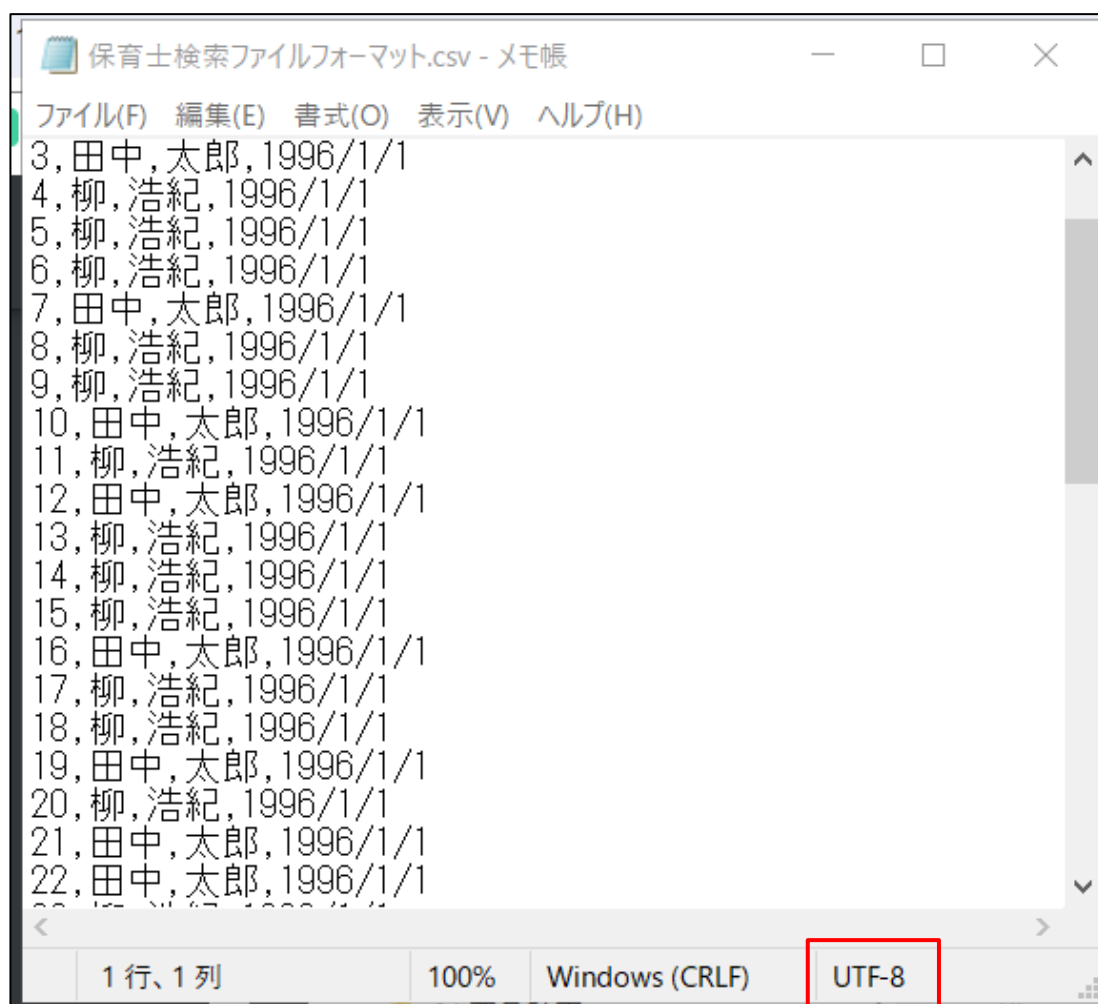 保育士検索ファイルフォーマット.csv - メモ帳
ファイル(F) 編集(E) 書式(O) 表示(V) ヘルプ(H)
3,田中,太郎,1996/1/1
4,柳,浩紀,1996/1/1
5,柳,浩紀,1996/1/1
6,柳,浩紀,1996/1/1
7,田中,太郎,1996/1/1
8,柳,浩紀,1996/1/1
9,柳,浩紀,1996/1/1
10,田中,太郎,1996/1/1
11,柳,浩紀,1996/1/1
12,田中,太郎,1996/1/1
13,柳,浩紀,1996/1/1
14,柳,浩紀,1996/1/1
15,柳,浩紀,1996/1/1
16,田中,太郎,1996/1/1
17,柳,浩紀,1996/1/1
18,柳,浩紀,1996/1/1
19,田中,太郎,1996/1/1
20,柳,浩紀,1996/1/1
21,田中,太郎,1996/1/1
22,田中,太郎,1996/1/1
1 行、1 列 100% Windows (CRLF) UTF-8